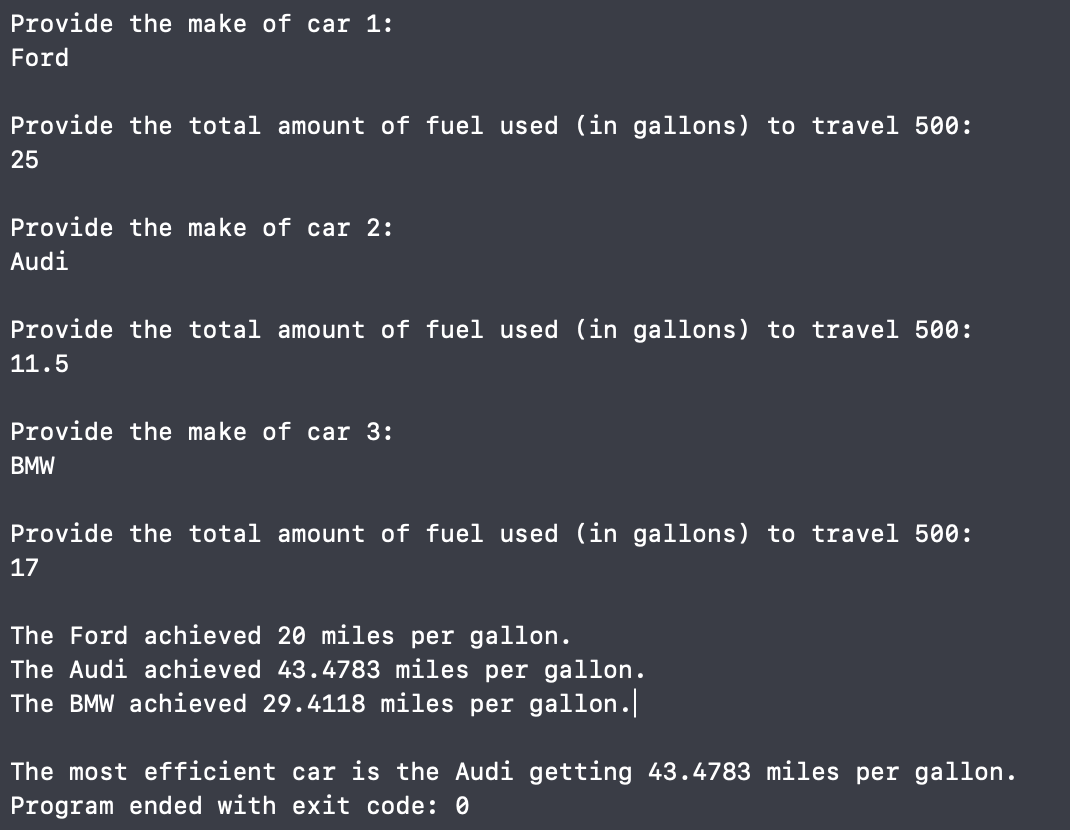 Provide the make of car 1:
Ford
Provide the total amount of fuel used (in gallons) to travel 500:
25
Provide the make of car 2:
Audi
Provide the total amount of fuel used (in gallons) to travel 500:
11.5
Provide the make of car 3:
BMW
Provide the total amount of fuel used (in gallons) to travel 500:
17
The Ford achieved 20 miles per gallon.
The Audi achieved 43.4783 miles per gallon.
The BMW achieved 29.4118 miles per gallon.
The most efficient car is the Audi getting 43.4783 miles per gallon.
Program ended with exit code: 0